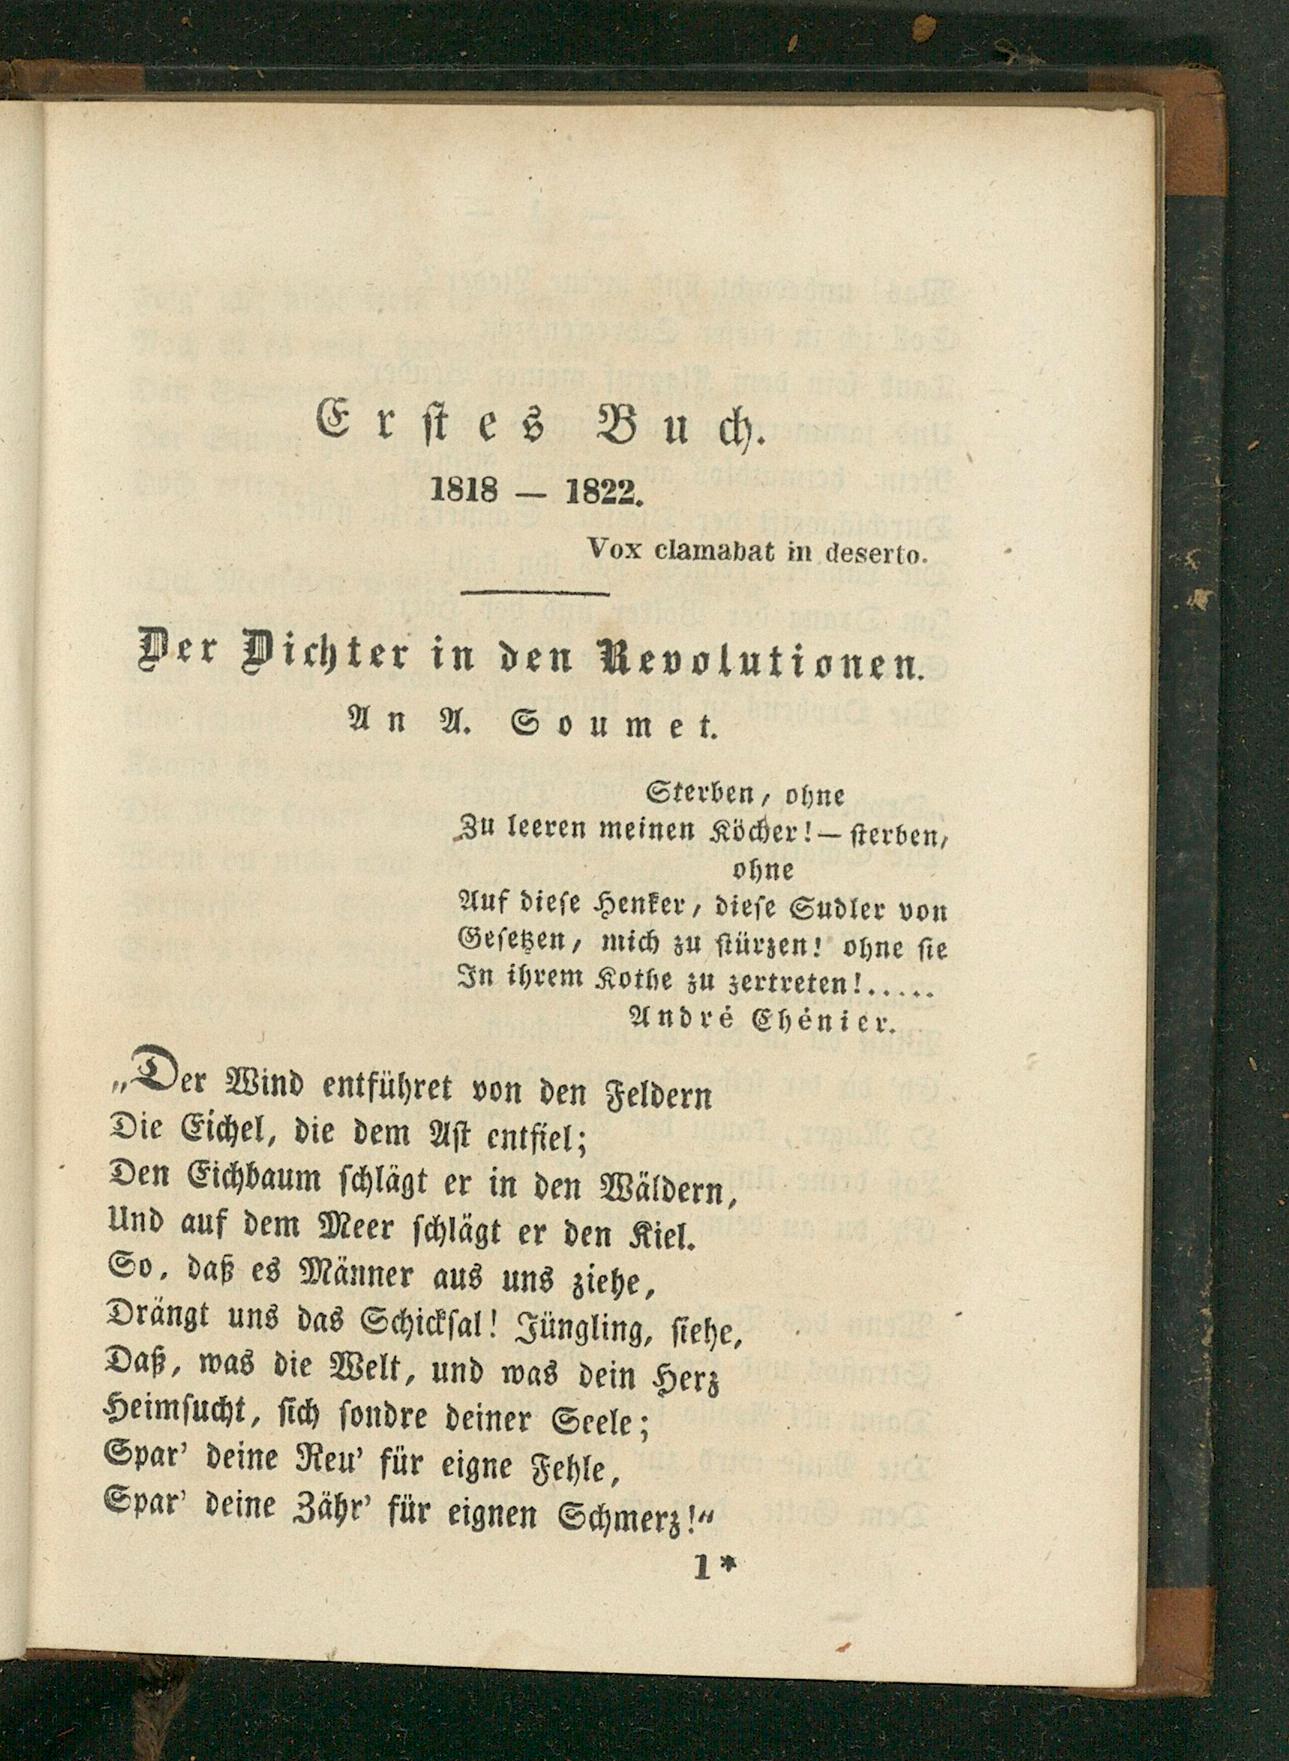 Erstes Buch.
1818 — 1822.
Vox clamabat in deserto.
Der Dichter in den Revolutionen.
An A. Soumet.
Sterben, ohne
Zu leeren meinen Köcher! — sterben,
ohne
Auf diese Henker, diese Sudler von
Gesetzen, mich zu stürzen! ohne sie
In ihrem Kothe zu zertreten!.....
André Chénier.
„Der Wind entführet von den Feldern
Die Eichel, die dem Ast entfiel;
Den Eichbaum schlägt er in den Wäldern,
Und auf dem Meer schlägt er den Kiel.
So, daß es Männer aus uns ziehe,
Drängt uns das Schicksal! Jüngling, siehe,
Daß, was die Welt, und was dein Herz
Heimsucht, sich sondre deiner Seele;
Spar' deine Reu' für eigne Fehle,
Spar' deine Zähr' für eignen Schmerz!“
1*